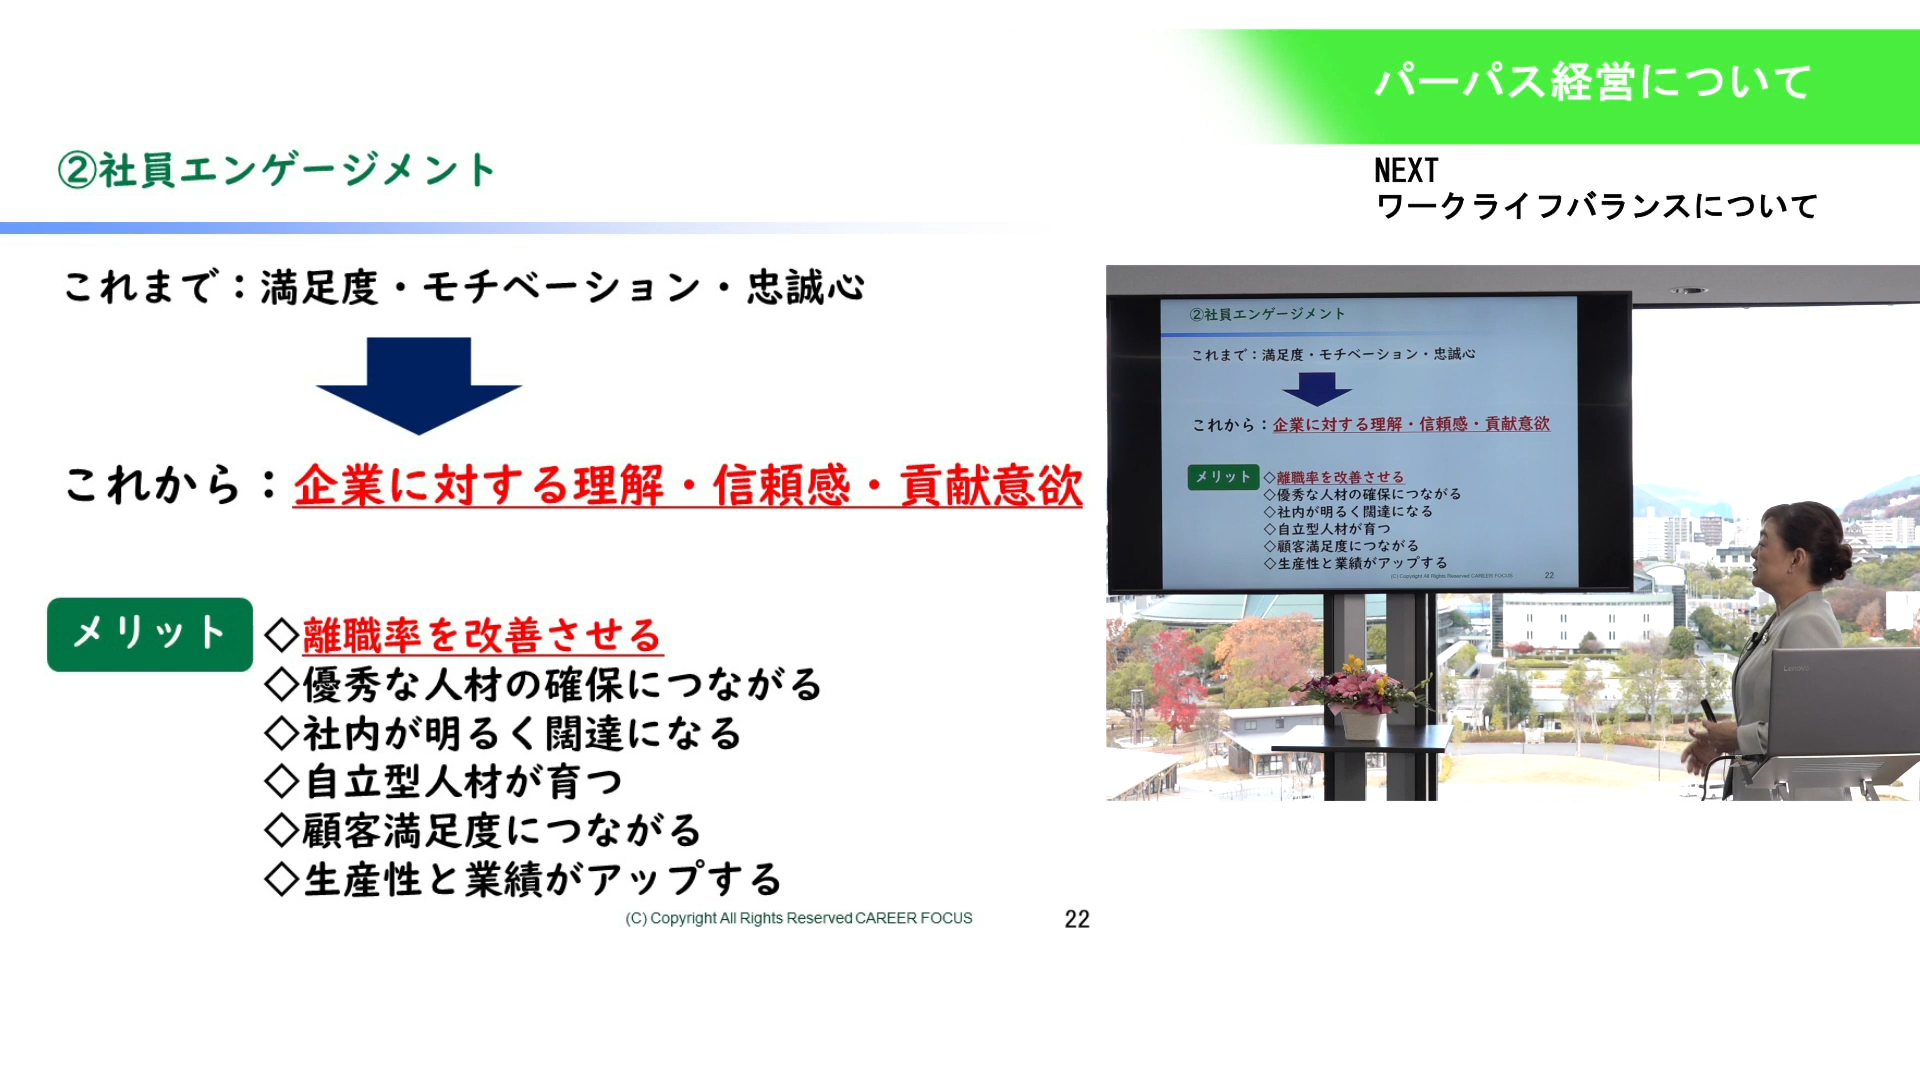 パーパス経営について
NEXT
ワークライフバランスについて
②社員エンゲージメント
これまで：満足度・モチベーション・忠誠心
これから：企業に対する理解・信頼感・貢献意欲
メリット
◇離職率を改善させる
◇優秀な人材の確保につながる
◇社内が明るく闊達になる
◇自立型人材が育つ
◇顧客満足度につながる
◇生産性と業績がアップする
(C) Copyright All Rights Reserved CAREER FOCUS
22
②社員エンゲージメント
これまで：満足度・モチベーション・忠誠心
これから：企業に対する理解・信頼感・貢献意欲
メリット
◇離職率を改善させる
◇優秀な人材の確保につながる
◇社内が明るく闊達になる
◇自立型人材が育つ
◇顧客満足度につながる
◇生産性と業績がアップする
(C) Copyright All Rights Reserved CAREER FOCUS
22
Lenovo